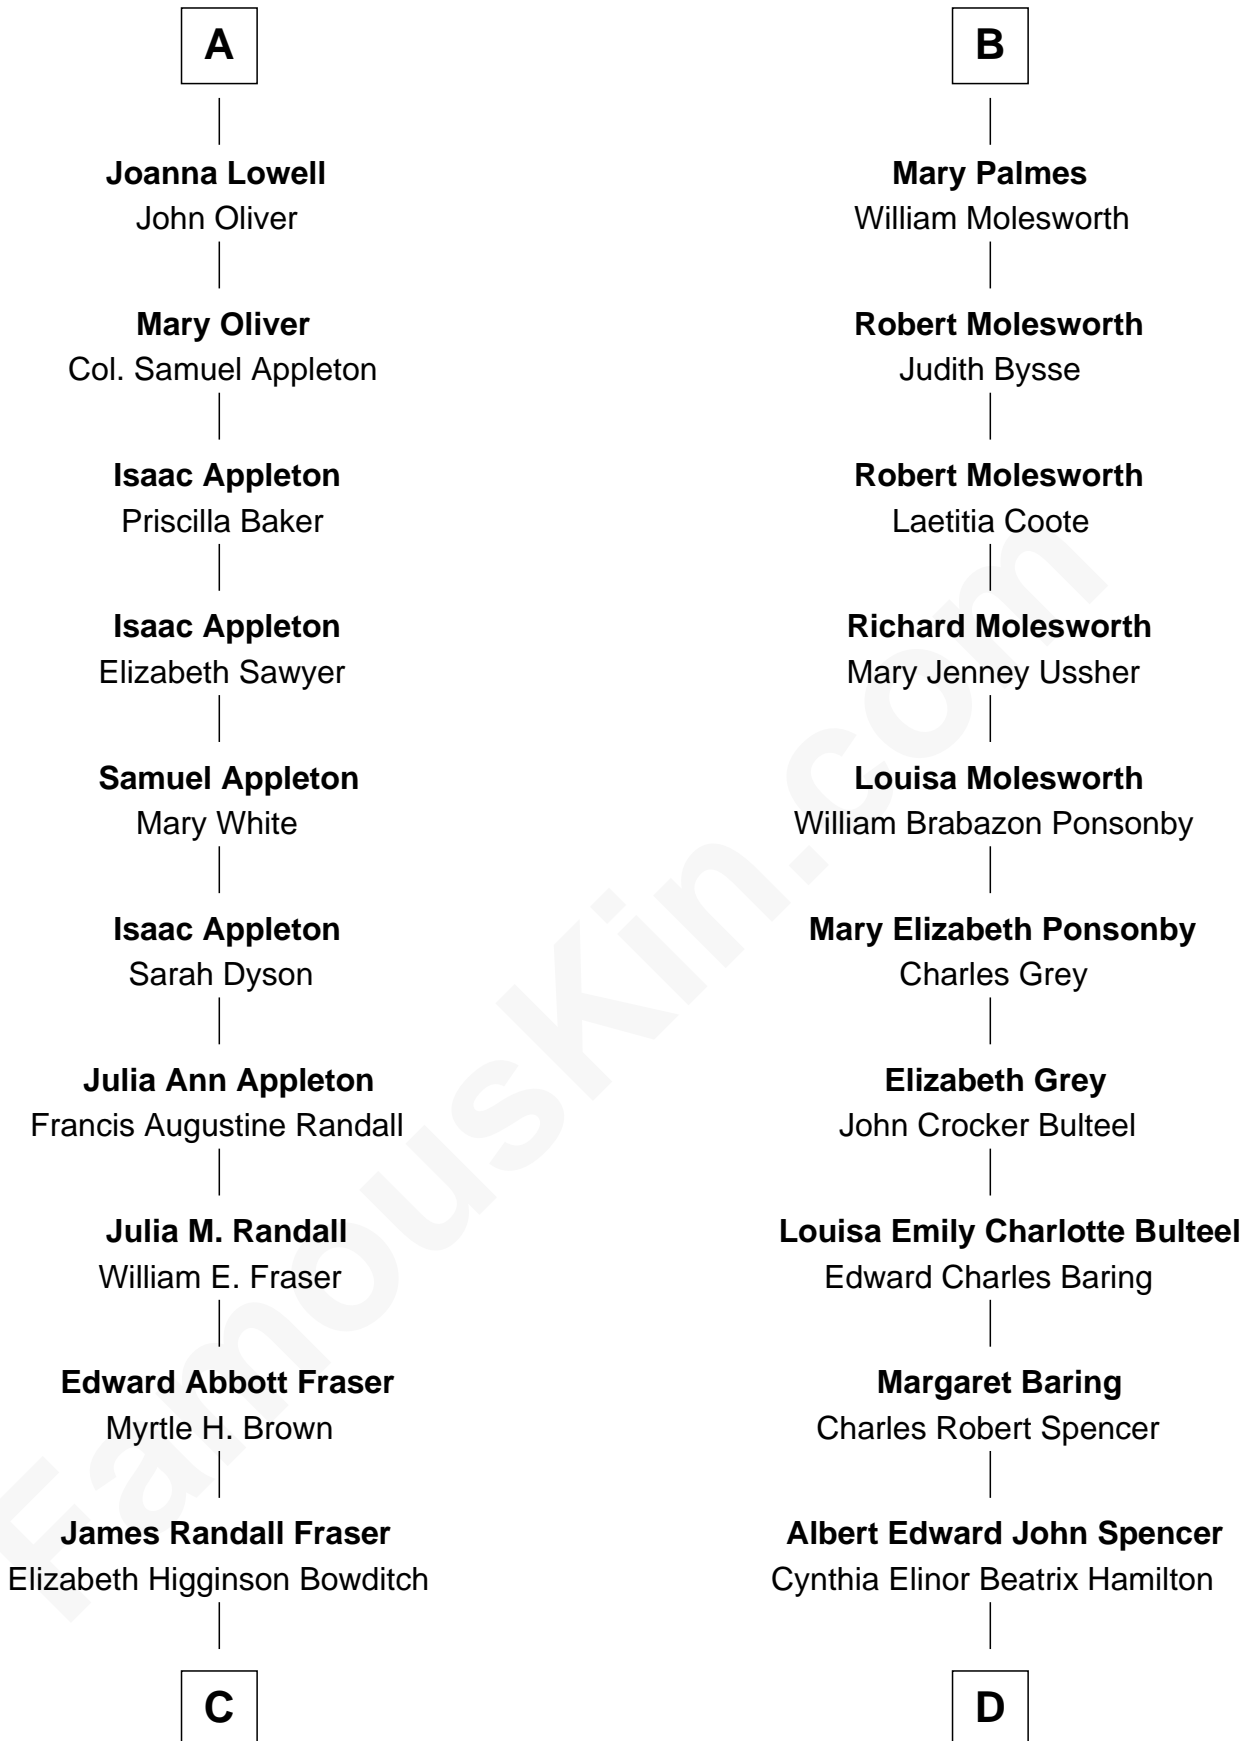 A
Joanna Lowell
John Oliver
Mary Oliver
Col. Samuel Appleton
Isaac Appleton
Priscilla Baker
Isaac Appleton
Elizabeth Sawyer
Samuel Appleton
Mary White
Isaac Appleton
Sarah Dyson
Julia Ann Appleton
Francis Augustine Randall
Julia M. Randall
William E. Fraser
Edward Abbott Fraser
Myrtle H. Brown
James Randall Fraser
Elizabeth Higginson Bowditch
C
B
Mary Palmes
William Molesworth
Robert Molesworth
Judith Bysse
Robert Molesworth
Laetitia Coote
Richard Molesworth
Mary Jenney Ussher
Louisa Molesworth
William Brabazon Ponsonby
Mary Elizabeth Ponsonby
Charles Grey
Elizabeth Grey
John Crocker Bulteel
Louisa Emily Charlotte Bulteel
Edward Charles Baring
Margaret Baring
Charles Robert Spencer
Albert Edward John Spencer
Cynthia Elinor Beatrix Hamilton
D
FamousKin.com